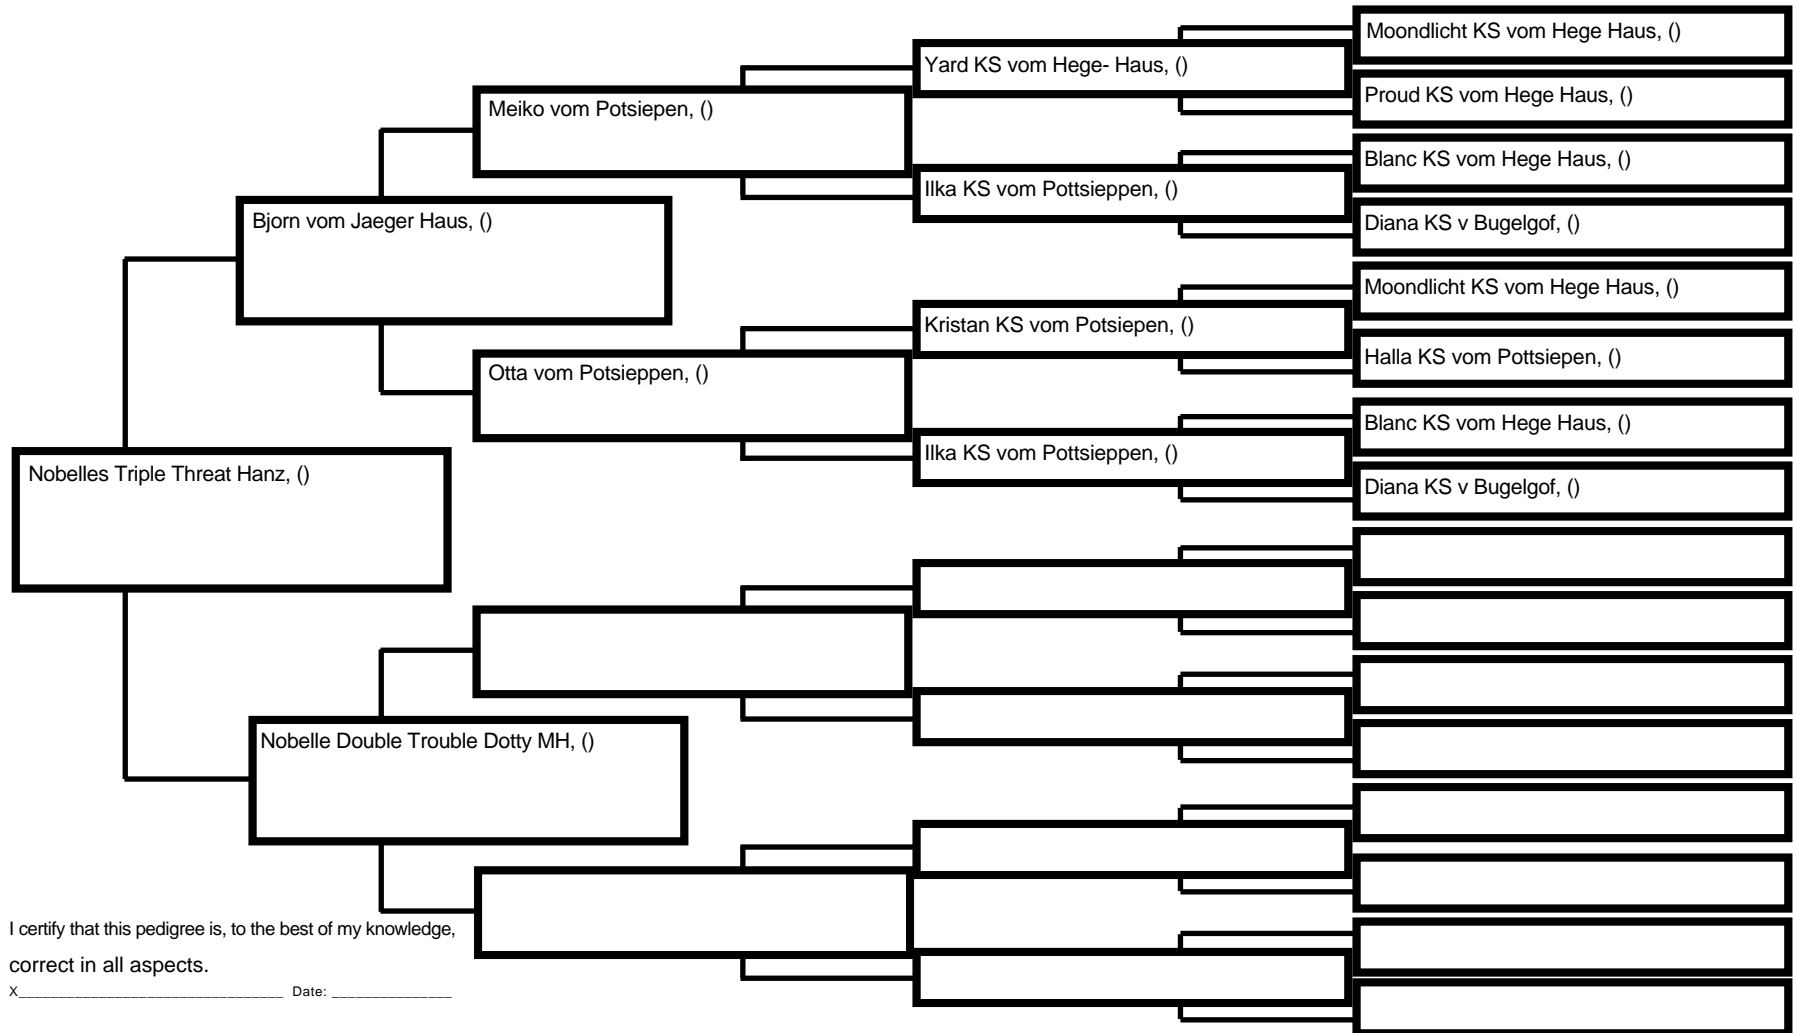 Moondlicht KS vom Hege Haus, ()
Yard KS vom Hege- Haus, ()
Proud KS vom Hege Haus, ()
Meiko vom Potsiepen, ()
Blanc KS vom Hege Haus, ()
Ilka KS vom Pottsieppen, ()
Diana KS v Bugelgof, ()
Bjorn vom Jaeger Haus, ()
Moondlicht KS vom Hege Haus, ()
Kristan KS vom Potsiepen, ()
Halla KS vom Pottsiepen, ()
Otta vom Potsieppen, ()
Blanc KS vom Hege Haus, ()
Ilka KS vom Pottsieppen, ()
Diana KS v Bugelgof, ()
Nobelles Triple Threat Hanz, ()
Nobelle Double Trouble Dotty MH, ()
I certify that this pedigree is, to the best of my knowledge,
correct in all aspects.
X_________________________________ Date: _______________